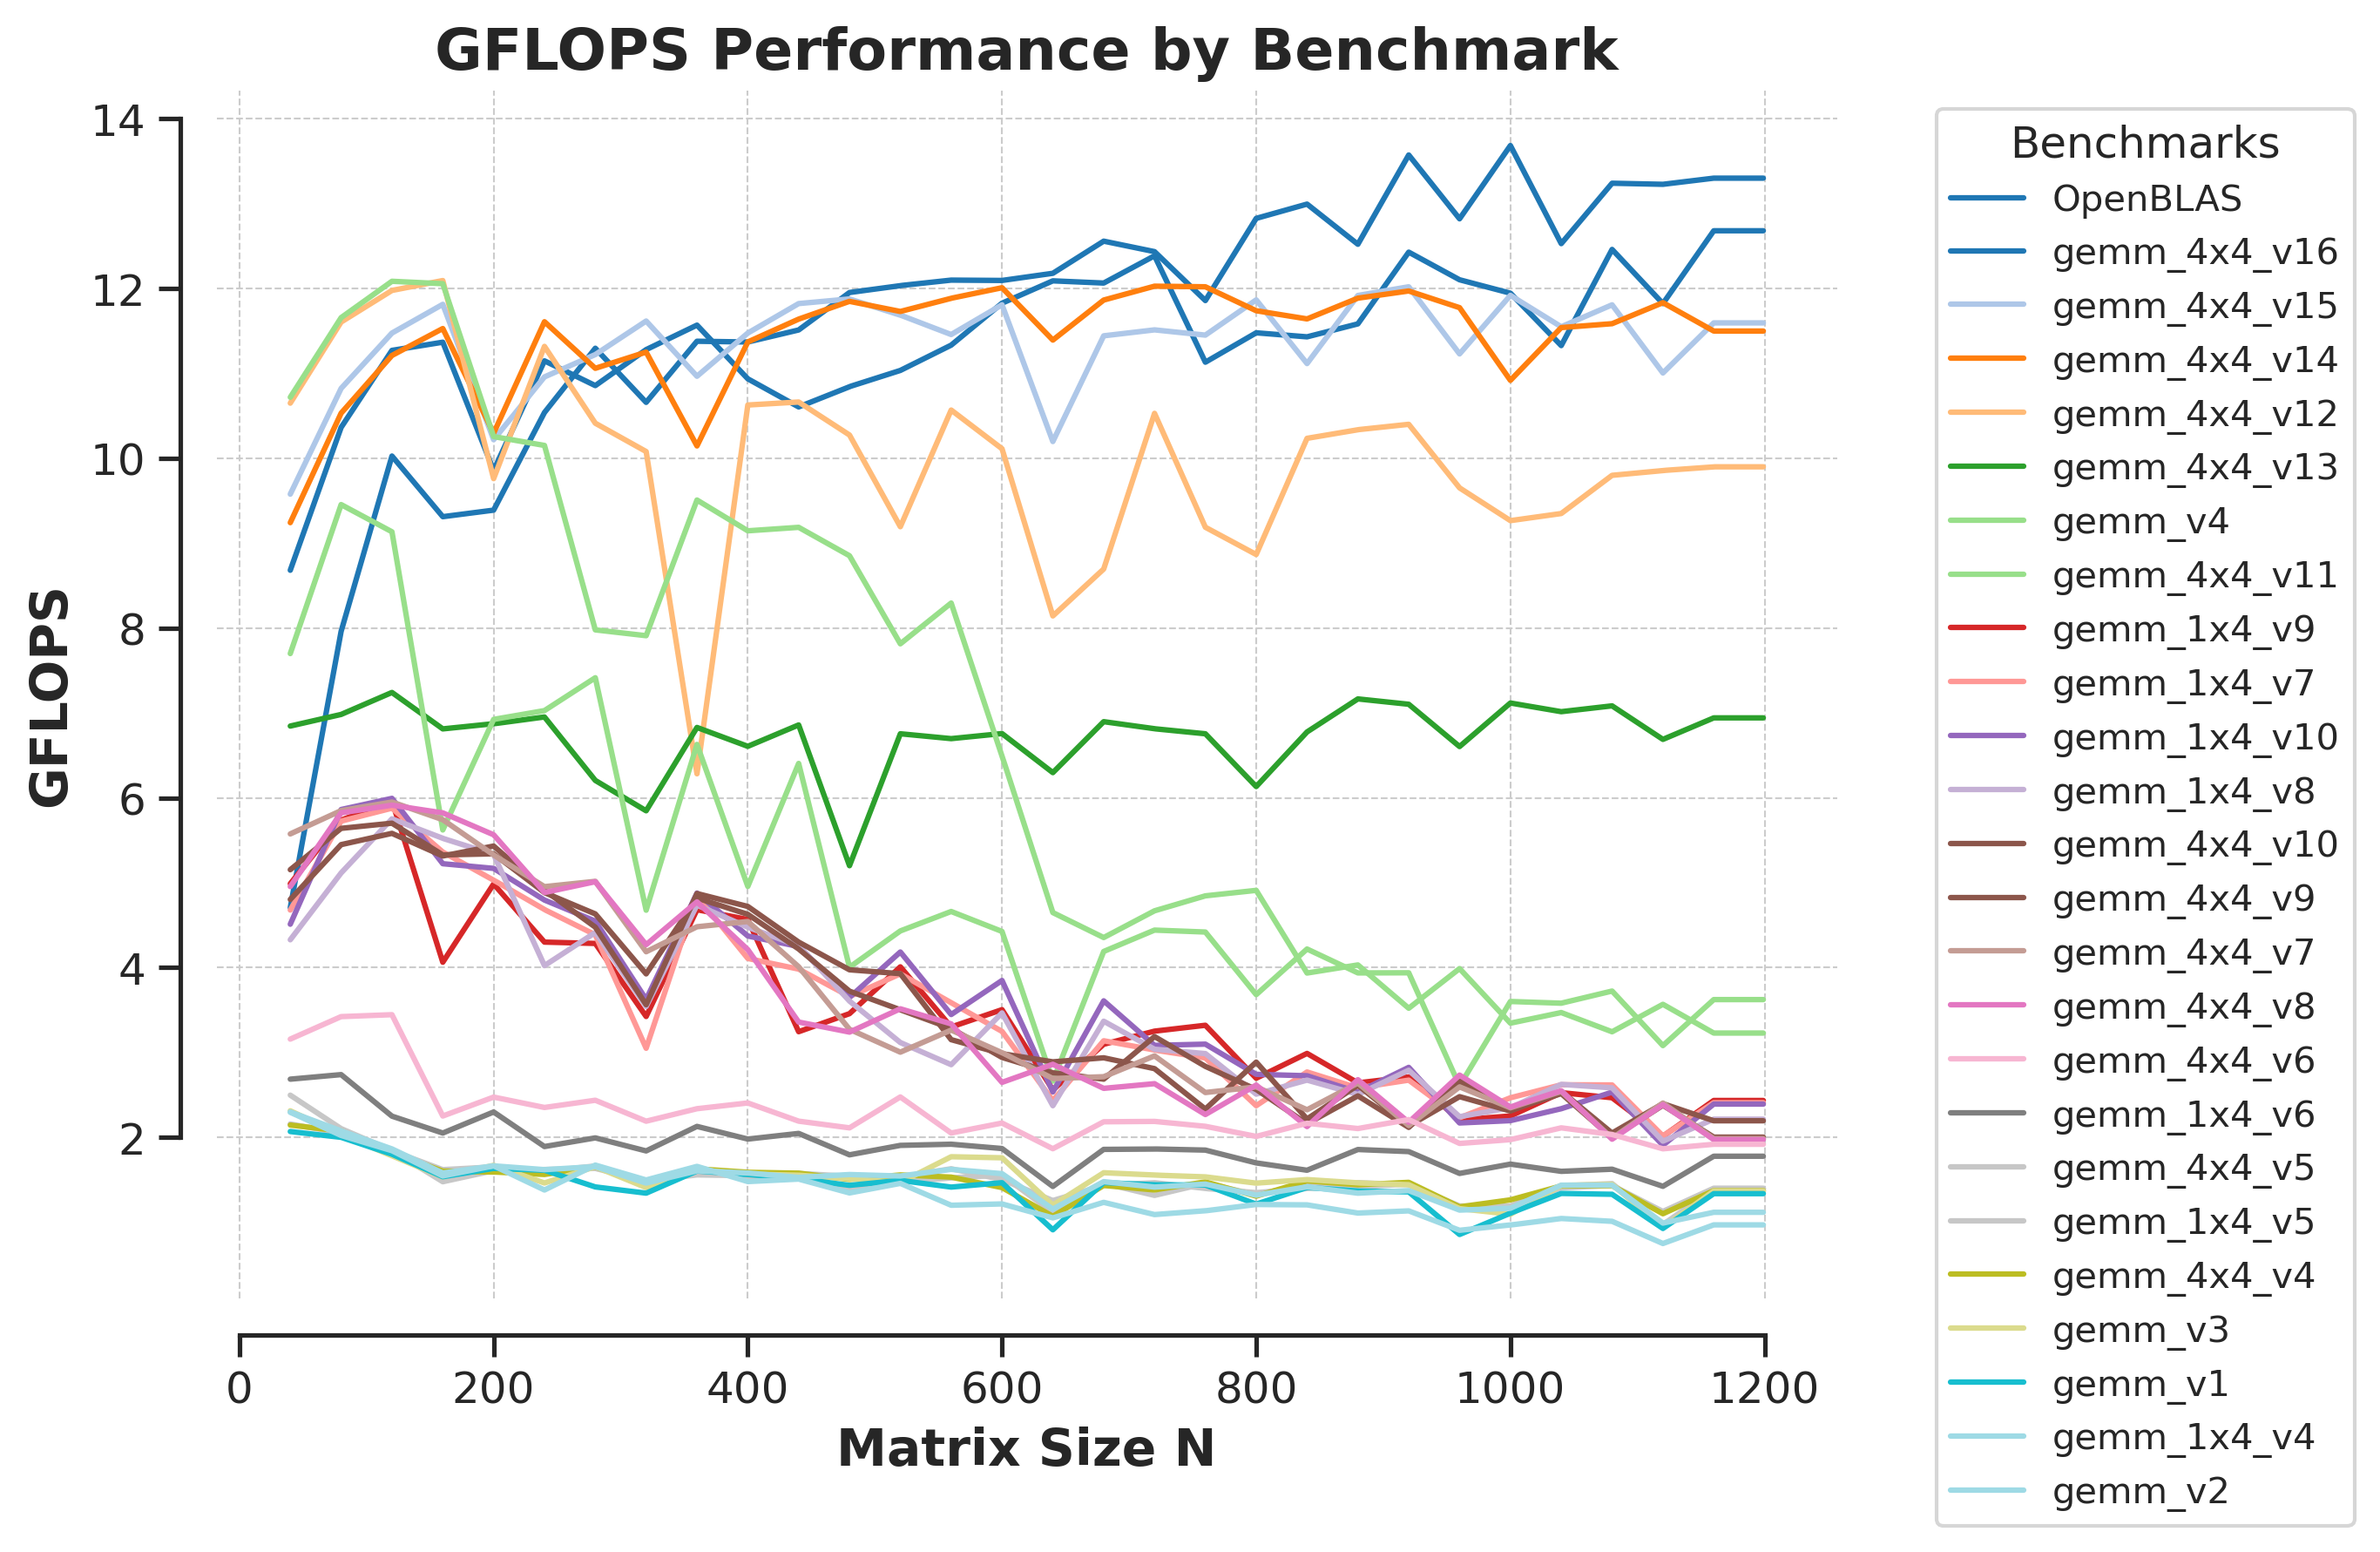 GFLOPS Performance by Benchmark
GFLOPS
14
12
10
8
6
4
2
0 200 400 600 800 1000 1200
Matrix Size N
Benchmarks
OpenBLAS
gemm_4x4_v16
gemm_4x4_v15
gemm_4x4_v14
gemm_4x4_v12
gemm_4x4_v13
gemm_v4
gemm_4x4_v11
gemm_1x4_v9
gemm_1x4_v7
gemm_1x4_v10
gemm_1x4_v8
gemm_4x4_v10
gemm_4x4_v9
gemm_4x4_v7
gemm_4x4_v8
gemm_4x4_v6
gemm_1x4_v6
gemm_4x4_v5
gemm_1x4_v5
gemm_4x4_v4
gemm_v3
gemm_v1
gemm_1x4_v4
gemm_v2